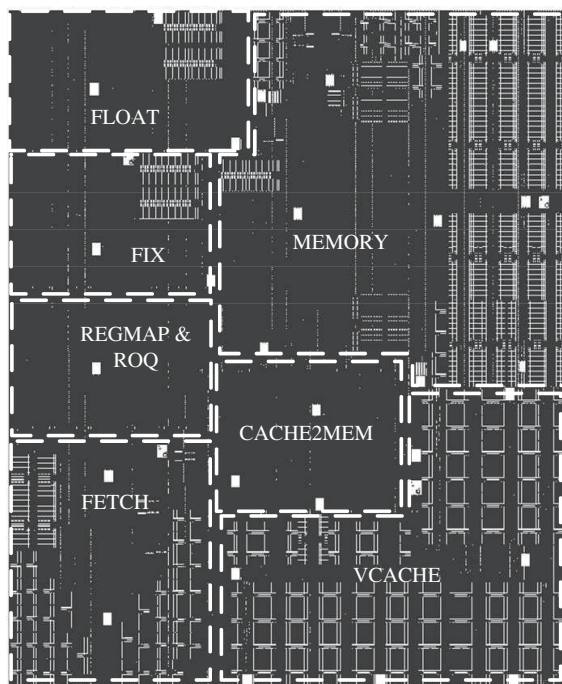 FLOAT
MEMORY
FIX
REGMAP &
ROQ
CACHE2MEM
FETCH
VCACHE